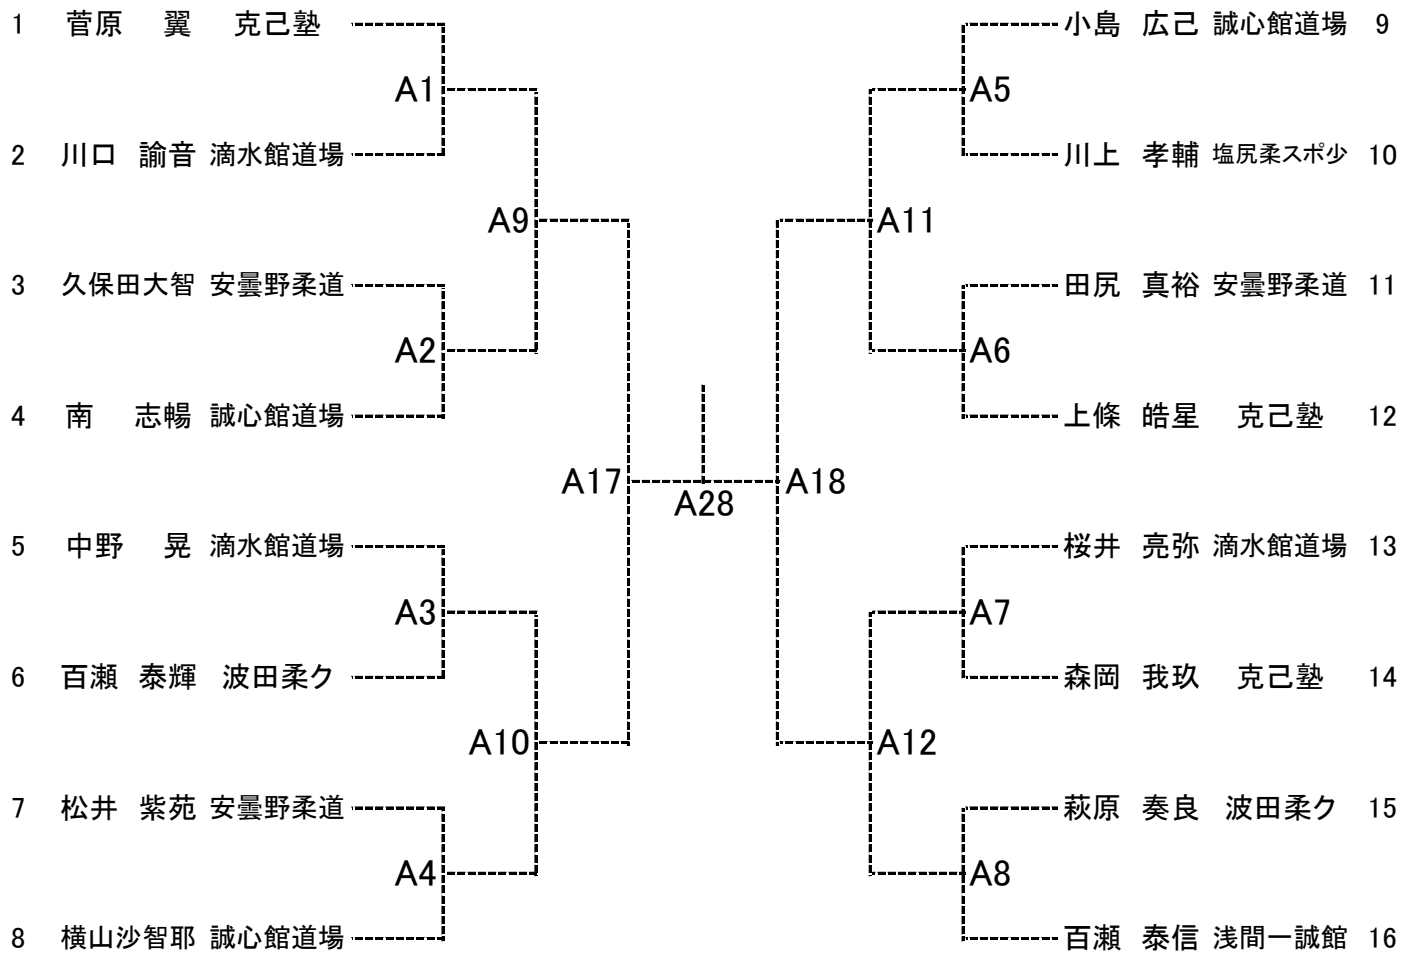 1 菅原 翼 克己塾
A1
2 川口 諭音 滴水館道場
A9
3 久保田大智 安曇野柔道
A2
4 南 志暢 誠心館道場
A17
5 中野 晃 滴水館道場
A3
6 百瀬 泰輝 波田柔ク
A10
7 松井 紫苑 安曇野柔道
A4
8 横山沙智耶 誠心館道場
A28
小島 広己 誠心館道場 9
A5
川上 孝輔 塩尻柔スポ少 10
A11
田尻 真裕 安曇野柔道 11
A6
上條 皓星 克己塾 12
A18
桜井 亮弥 滴水館道場 13
A7
森岡 我玖 克己塾 14
A12
萩原 奏良 波田柔ク 15
A8
百瀬 泰信 浅間一誠館 16